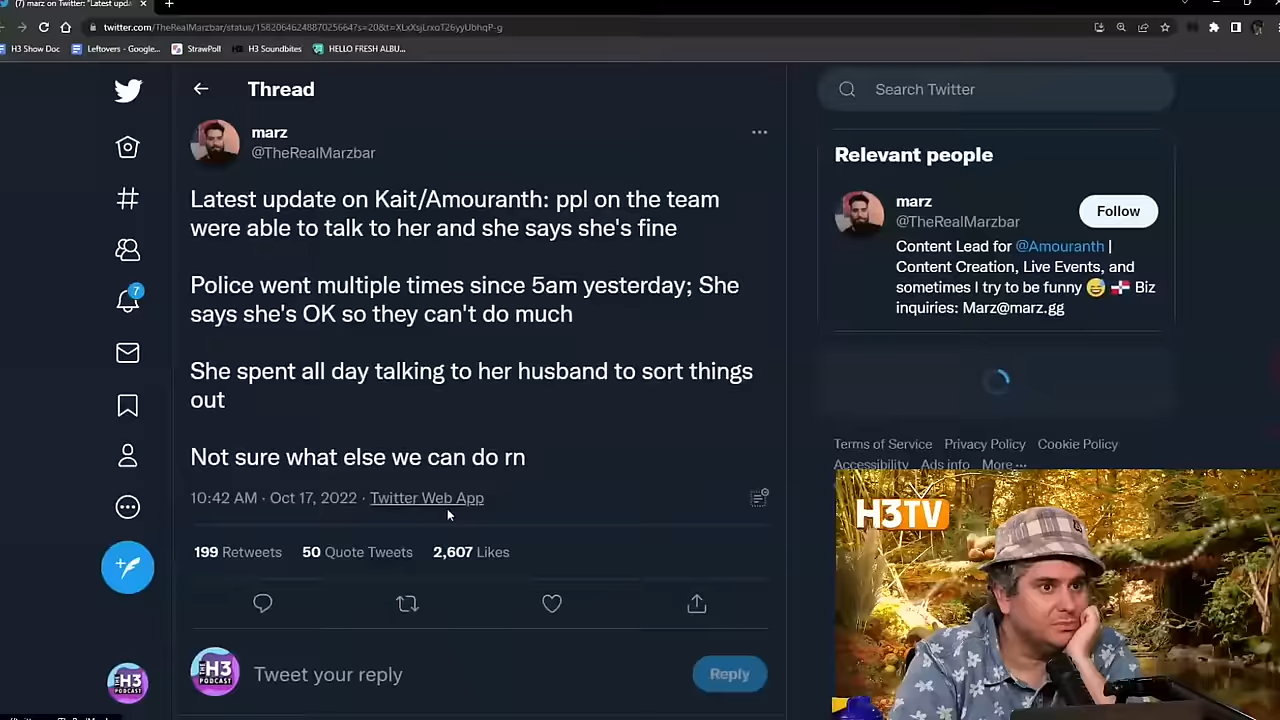 (7) marz on Twitter: "Latest upda
twitter.com/TheRealMarzbar/status/
H3 Show Doc
Leftovers - Google...
StrawPoll
H3 Soundbites
HELLO FRESH ALBU...
Thread
Search Twitter
marz
@TheRealMarzbar
Latest update on Kait/Amouranth: ppl on the team
were able to talk to her and she says she's fine
Police went multiple times since 5am yesterday; She
says she's OK so they can't do much
She spent all day talking to her husband to sort things
out
Not sure what else we can do rn
10:42 AM · Oct 17, 2022 · Twitter Web App
199 Retweets 50 Quote Tweets 2,607 Likes
7
H3
PODCAST
Tweet your reply
Reply
H3
PODCAST
Relevant people
marz
@TheRealMarzbar
Follow
Content Lead for @Amouranth |
Content Creation, Live Events, and
sometimes I try to be funny 😅 🇩🇴 Biz
inquiries: Marz@marz.gg
Terms of Service Privacy Policy Cookie Policy
Accessibility Ads info More ···
H3TV